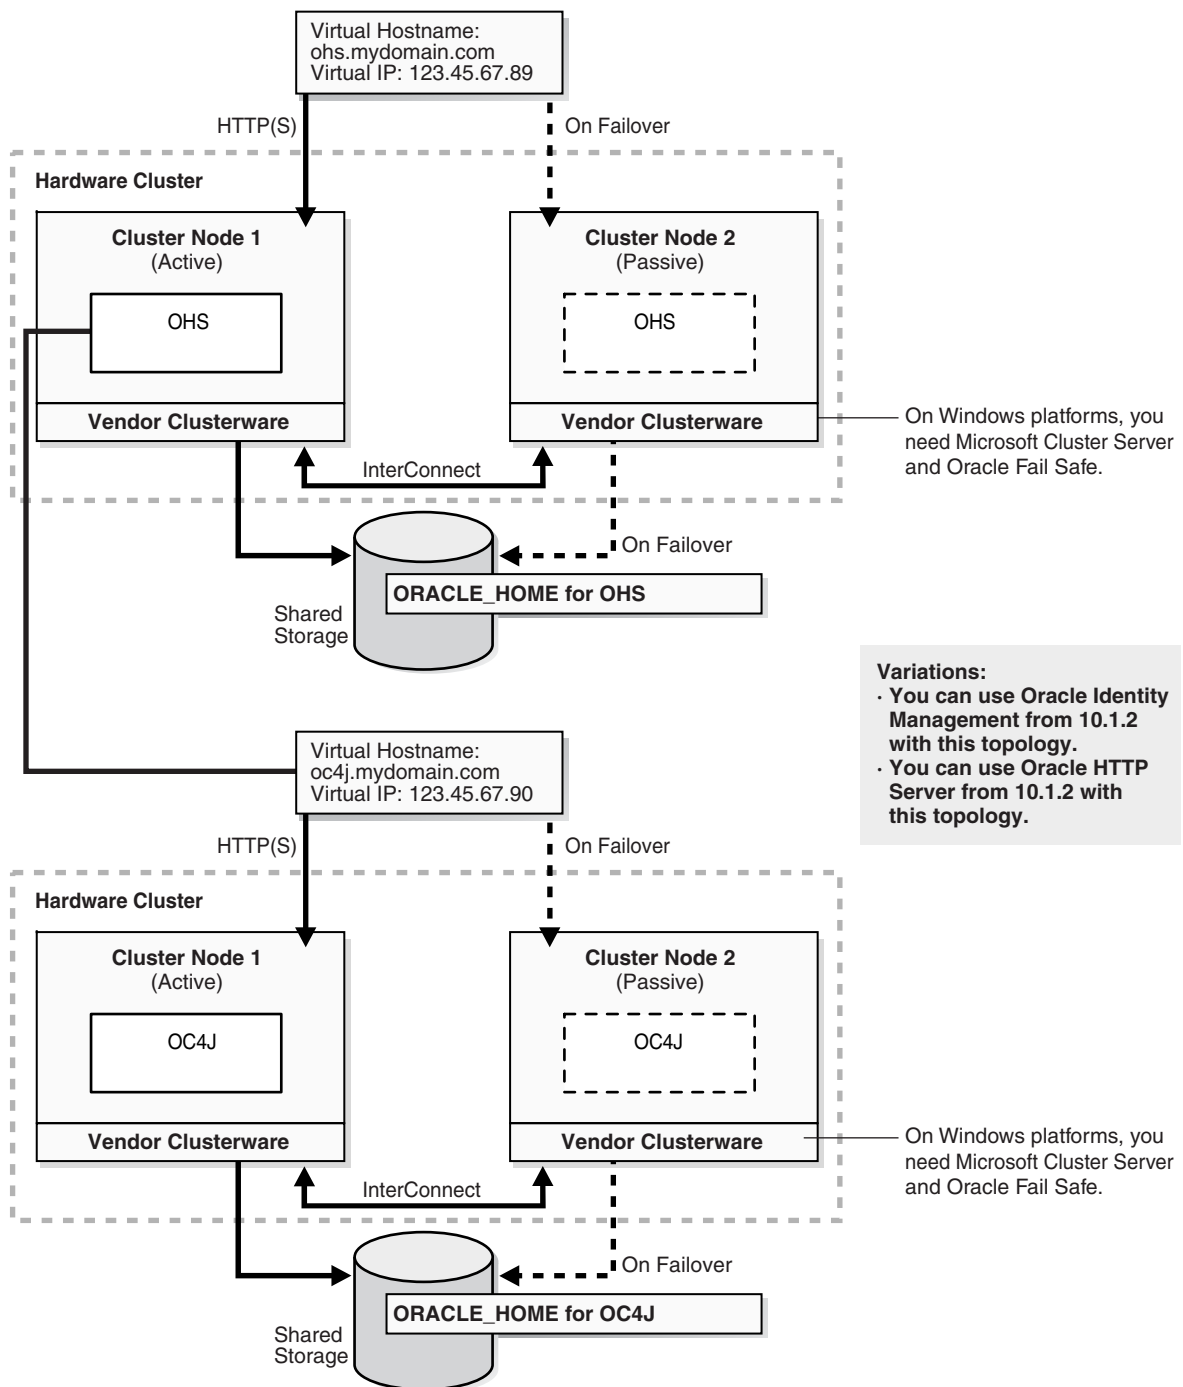 Virtual Hostname:
ohs.mydomain.com
Virtual IP: 123.45.67.89
HTTP(S)
On Failover
Hardware Cluster
Cluster Node 1
(Active)
OHS
Vendor Clusterware
Cluster Node 2
(Passive)
OHS
Vendor Clusterware
On Windows platforms, you
need Microsoft Cluster Server
and Oracle Fail Safe.
InterConnect
On Failover
ORACLE_HOME for OHS
Shared
Storage
Variations:
· You can use Oracle Identity
Management from 10.1.2
with this topology.
· You can use Oracle HTTP
Server from 10.1.2 with
this topology.
Virtual Hostname:
oc4j.mydomain.com
Virtual IP: 123.45.67.90
HTTP(S)
On Failover
Hardware Cluster
Cluster Node 1
(Active)
OC4J
Vendor Clusterware
Cluster Node 2
(Passive)
OC4J
Vendor Clusterware
On Windows platforms, you
need Microsoft Cluster Server
and Oracle Fail Safe.
InterConnect
On Failover
ORACLE_HOME for OC4J
Shared
Storage